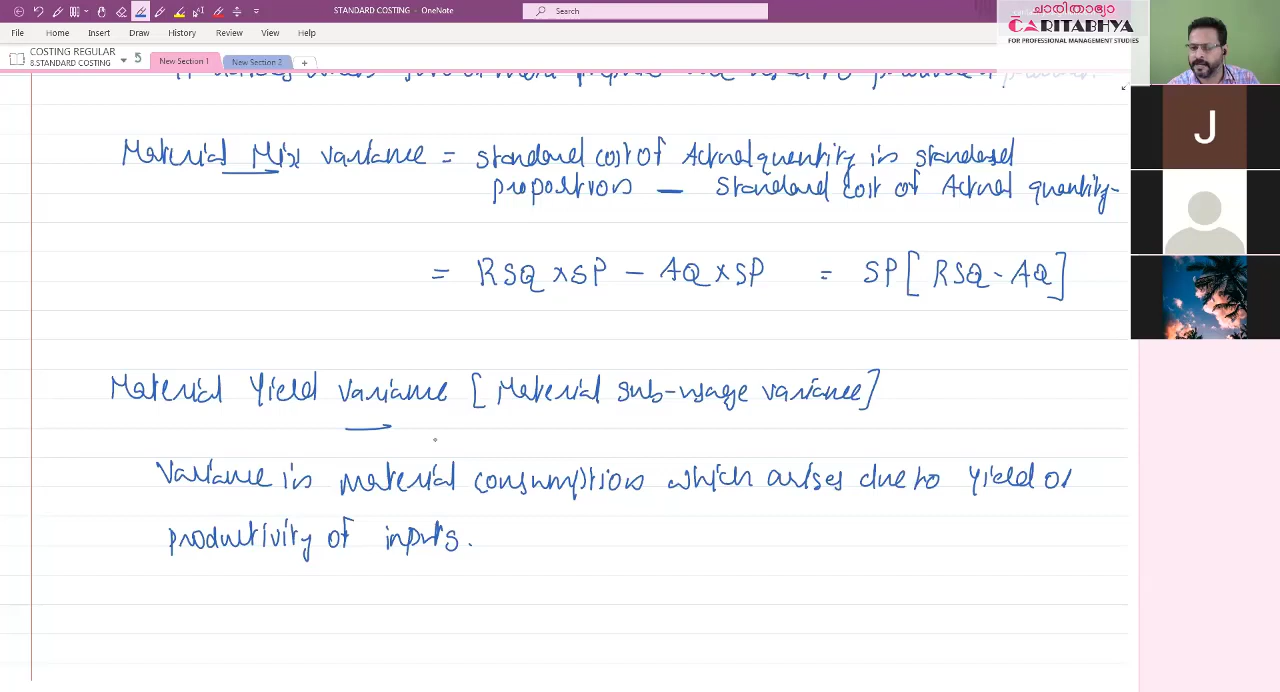 STANDARD COSTING - OneNote
Search
ചാരിതാഭ്യാ
CARITABHYA
FOR PROFESSIONAL MANAGEMENT STUDIES
File Home Insert Draw History Review View Help
COSTING REGULAR
8.STANDARD COSTING
5
New Section 1
New Section 2
Material Mix variance = standard cost of Actual quantity in standard
proportions — standard cost of Actual quantity-
= RSQ × SP – AQ × SP = SP [ RSQ - AQ ]
Material Yield variance [Material sub-usage variance]
Variance in material consumptions which arises due to yield or
productivity of inputs.
J